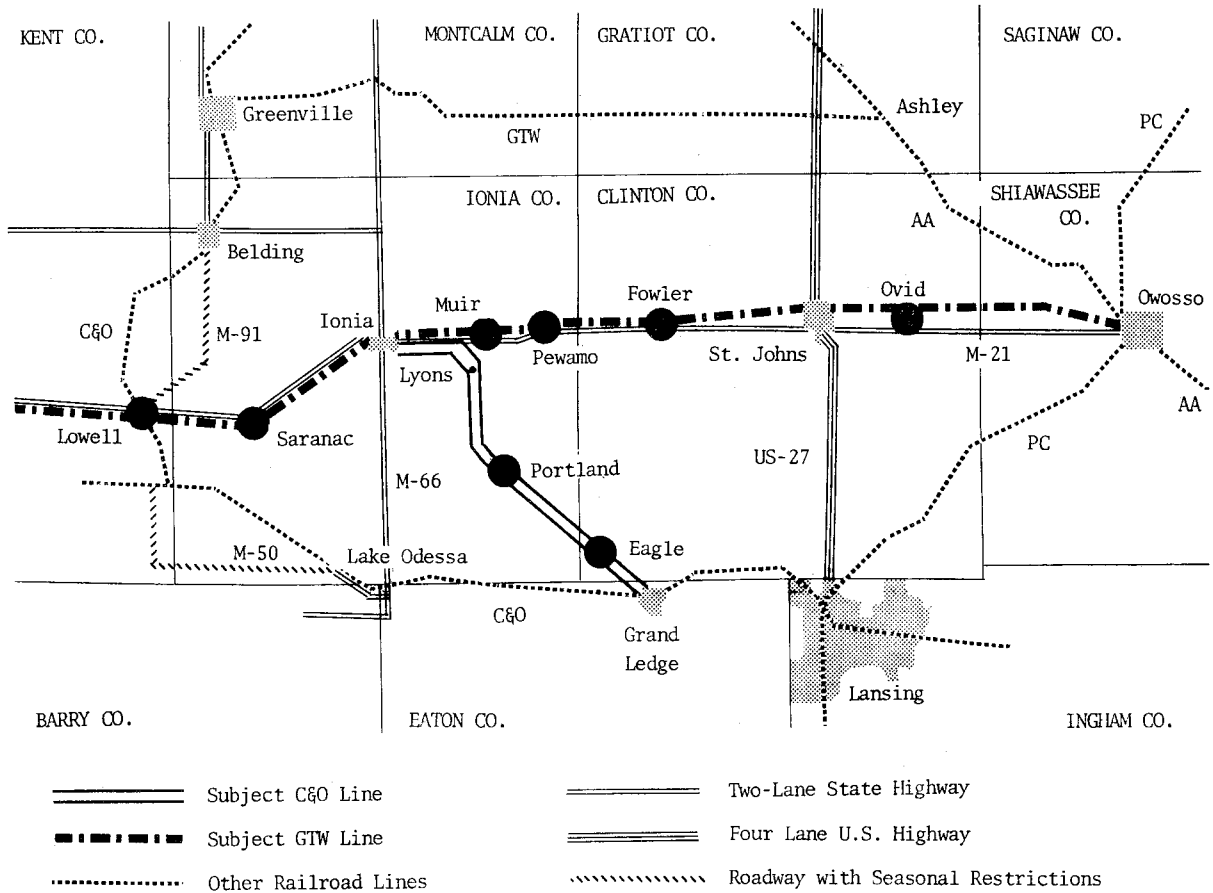 KENT CO.
MONTCALM CO.
GRATIOT CO.
SAGINAW CO.
Greenville
Ashley
GTW
PC
IONIA CO.
CLINTON CO.
SHIAWASSEE
CO.
AA
Belding
Muir
Fowler
Ovid
Owosso
C&O
M-91
Ionia
Lyons
Pewamo
St. Johns
M-21
AA
Lowell
Saranac
PC
M-66
Portland
US-27
M-50
Lake Odessa
Eagle
C&O
Grand
Ledge
Lansing
BARRY CO.
EATON CO.
INGHAM CO.
Subject C&O Line
Two-Lane State Highway
Subject GTW Line
Four Lane U.S. Highway
Other Railroad Lines
Roadway with Seasonal Restrictions